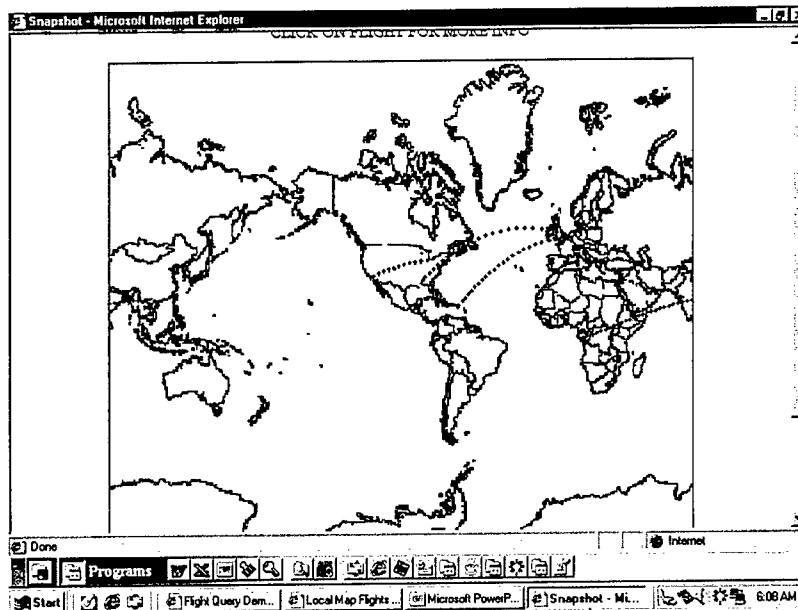 Snapshot - Microsoft Internet Explorer
CLICK ON FLIGHT FOR MORE INFO
Done
Internet
Programs
Start
Flight Query Dam...
Local Map Flights ...
Microsoft PowerP...
Snapshot - Mi...
6:08 AM